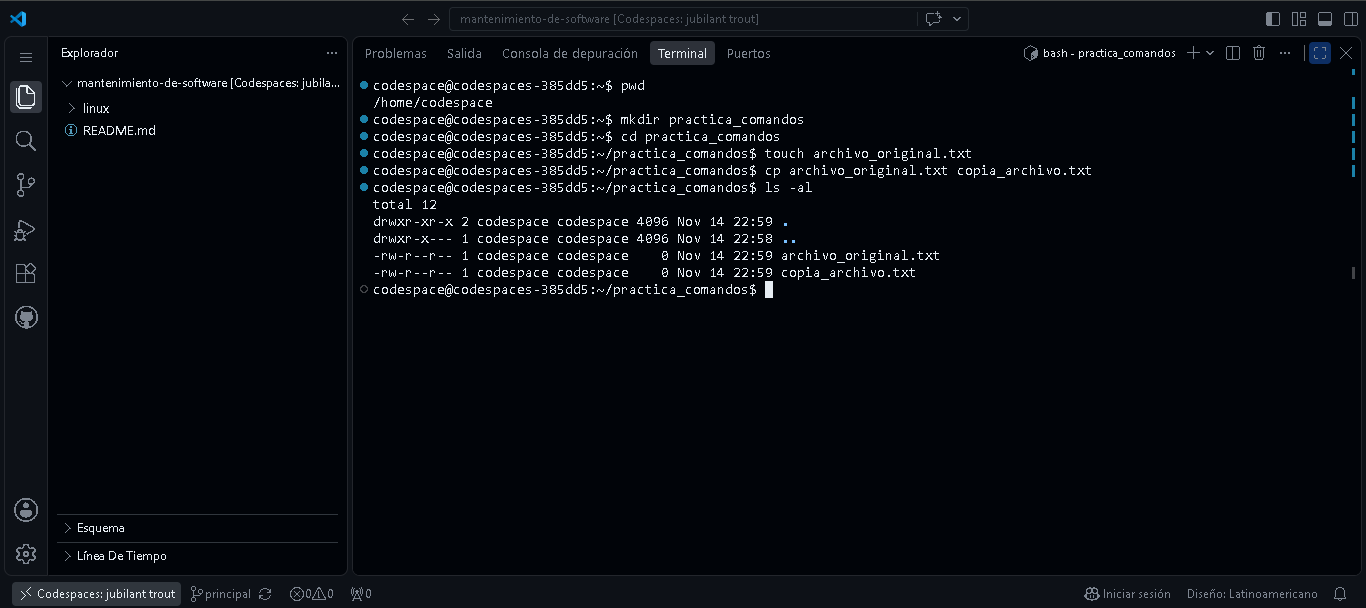 mantenimiento-de-software [Codespaces: jubilant trout]
Explorador
mantenimiento-de-software [Codespaces: jubila...
linux
README.md
Esquema
Línea De Tiempo
Problemas Salida Consola de depuración Terminal Puertos
bash - practica_comandos
codespace@codespaces-385dd5:~$ pwd
/home/codespace
codespace@codespaces-385dd5:~$ mkdir practica_comandos
codespace@codespaces-385dd5:~$ cd practica_comandos
codespace@codespaces-385dd5:~/practica_comandos$ touch archivo_original.txt
codespace@codespaces-385dd5:~/practica_comandos$ cp archivo_original.txt copia_archivo.txt
codespace@codespaces-385dd5:~/practica_comandos$ ls -al
total 12
drwxr-xr-x 2 codespace codespace 4096 Nov 14 22:59 .
drwxr-x--- 1 codespace codespace 4096 Nov 14 22:58 ..
-rw-r--r-- 1 codespace codespace    0 Nov 14 22:59 archivo_original.txt
-rw-r--r-- 1 codespace codespace    0 Nov 14 22:59 copia_archivo.txt
codespace@codespaces-385dd5:~/practica_comandos$
Codespaces: jubilant trout principal 0 0 0 Iniciar sesión Diseño: Latinoamericano